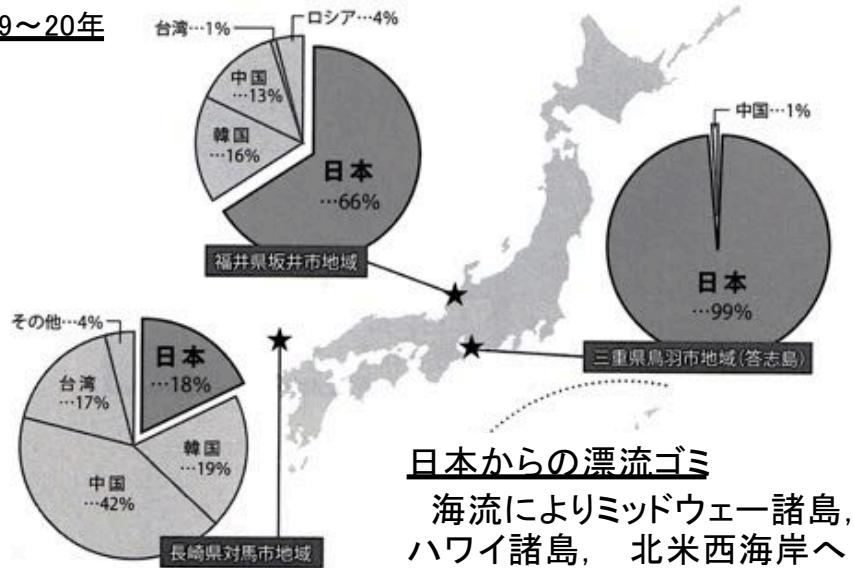 9～20年
台湾…1%
ロシア…4%
中国
…13%
韓国
…16%
日本
…66%
福井県坂井市地域
中国…1%
日本
…99%
三重県鳥羽市地域(答志島)
その他…4%
日本
…18%
台湾
…17%
韓国
…19%
中国
…42%
長崎県対馬市地域
日本からの漂流ゴミ
海流によりミッドウェー諸島,
ハワイ諸島, 北米西海岸へ